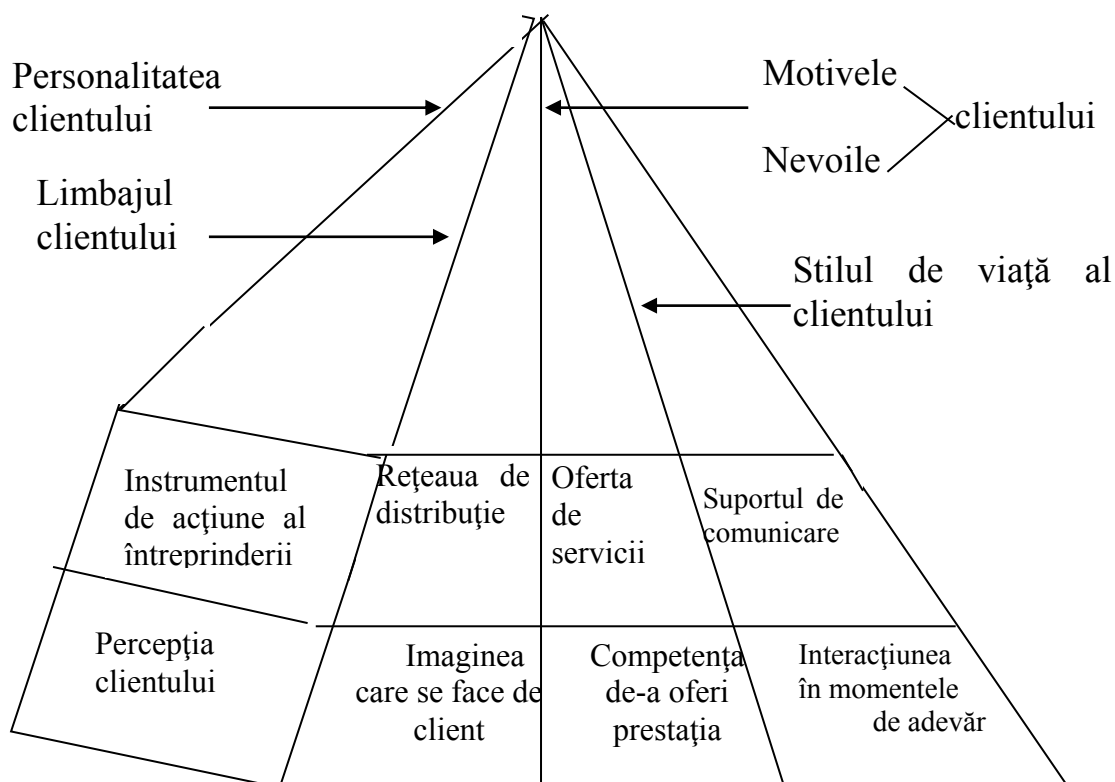 Personalitatea
clientului
Motivele
clientului
Nevoile
Limbajul
clientului
Stilul de viaţă al
clientului
Instrumentul
de acţiune al
întreprinderii
Reţeaua de
distribuţie
Oferta
de
servicii
Suportul de
comunicare
Percepţia
clientului
Imaginea
care se face de
client
Competenţa
de-a oferi
prestaţia
Interacţiunea
în momentele
de adevăr